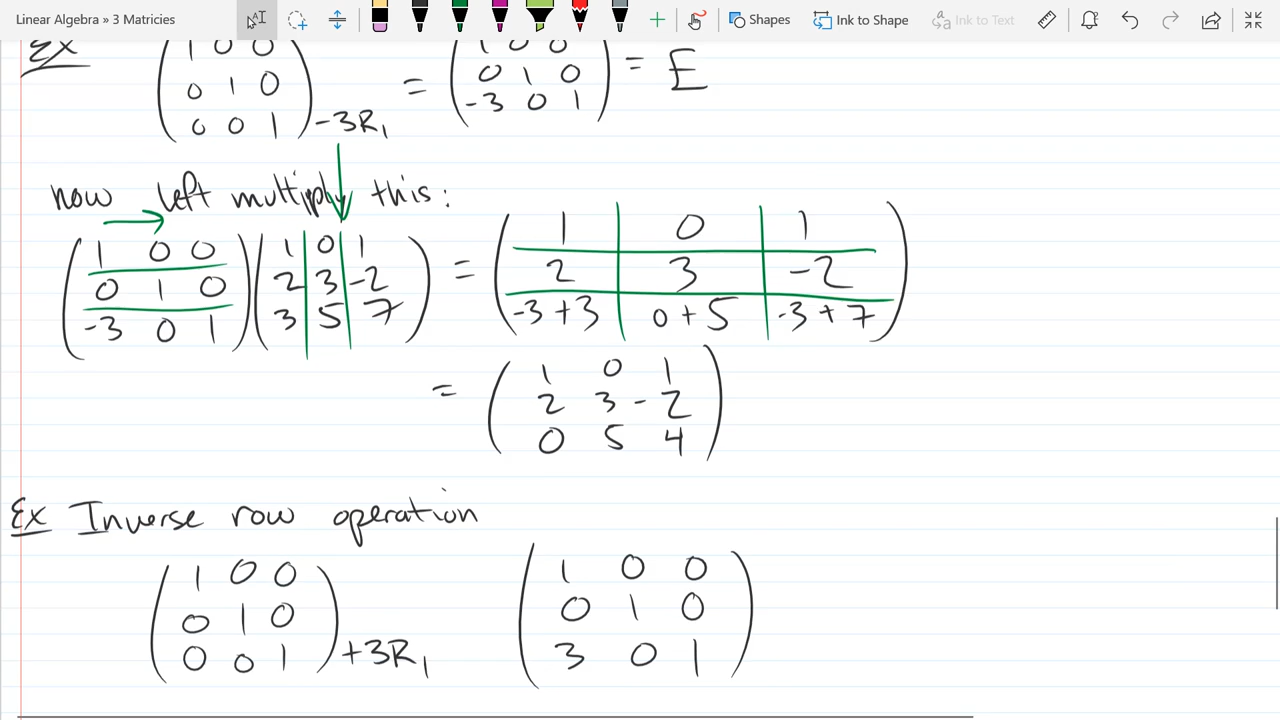 Linear Algebra » 3 Matricies
Shapes
Ink to Shape
Ink to Text
Ex
1 0 0
0 1 0
0 0 1
-3R₁
=
1 0 0
0 1 0
-3 0 1
= E
now left multiply this:
1 0 0
0 1 0
-3 0 1
1 0 1
2 3 -2
3 5 7
=
1 0 1
2 3 -2
-3+3 0+5 -3+7
=
1 0 1
2 3 -2
0 5 4
Ex Inverse row operation
1 0 0
0 1 0
0 0 1
+3R₁
1 0 0
0 1 0
3 0 1